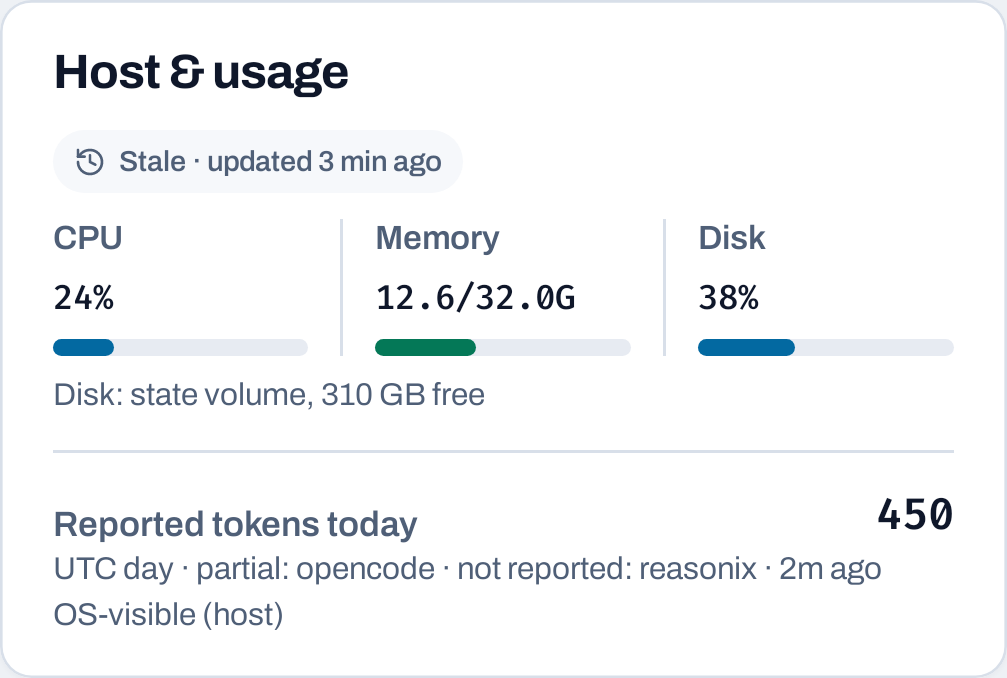 Host & usage
Stale · updated 3 min ago
CPU
24%
Memory
12.6/32.0G
Disk
38%
Disk: state volume, 310 GB free
Reported tokens today
450
UTC day · partial: opencode · not reported: reasonix · 2m ago
OS-visible (host)